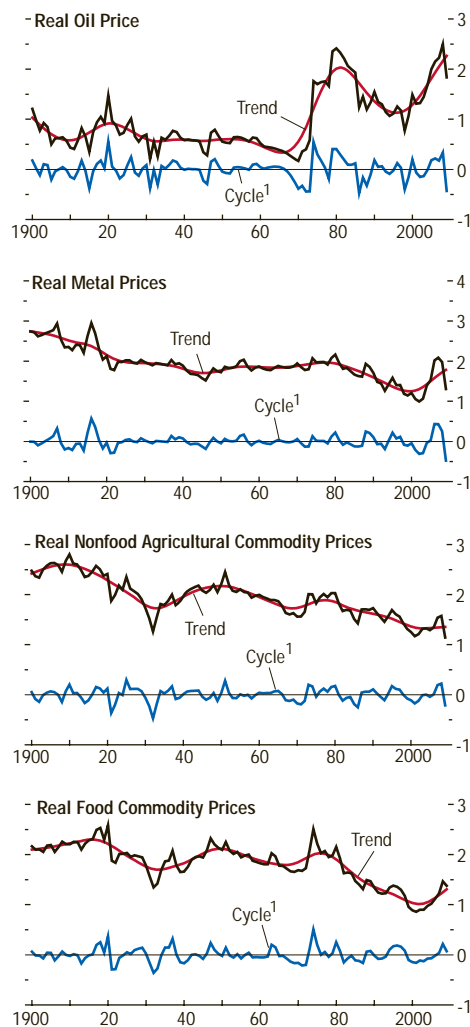 Real Oil Price
3
2
Trend
1
0
Cycle1
-1
1900 20 40 60 80 2000
Real Metal Prices
4
3
Trend
2
Cycle1
1
0
-1
1900 20 40 60 80 2000
Real Nonfood Agricultural Commodity Prices
3
2
Trend
1
Cycle1
0
-1
1900 20 40 60 80 2000
Real Food Commodity Prices
3
Trend
2
1
Cycle1
0
-1
1900 20 40 60 80 2000